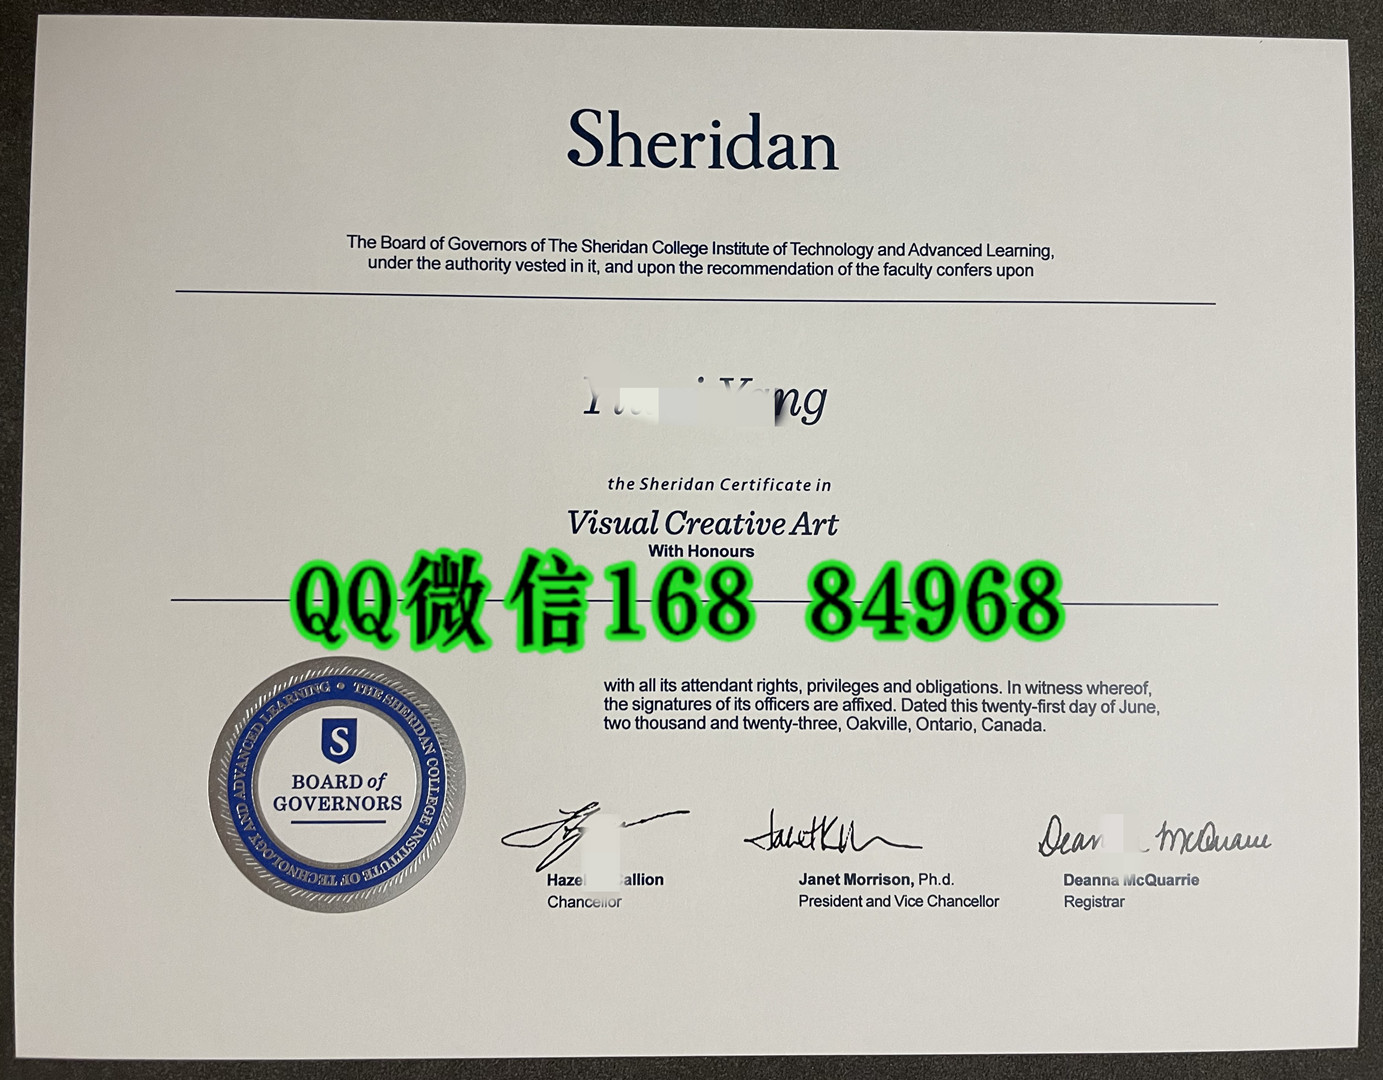 Sheridan
The Board of Governors of The Sheridan College Institute of Technology and Advanced Learning,
under the authority vested in it, and upon the recommendation of the faculty confers upon
the Sheridan Certificate in
Visual Creative Art
With Honours
QQ微信168 84968
THE SHERIDAN COLLEGE INSTITUTE OF TECHNOLOGY AND ADVANCED LEARNING •
S
BOARD of
GOVERNORS
with all its attendant rights, privileges and obligations. In witness whereof,
the signatures of its officers are affixed. Dated this twenty-first day of June,
two thousand and twenty-three, Oakville, Ontario, Canada.
Janet Morrison, Ph.d.
Deanna McQuarrie
Chancellor
President and Vice Chancellor
Registrar